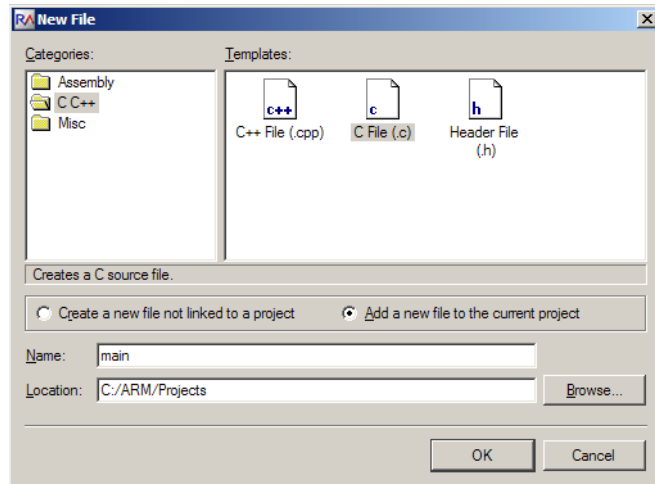 RA New File
Categories:
Templates:
Assembly
C C++
Misc
c++
c
h
C++ File (.cpp)
C File (.c)
Header File
(.h)
Creates a C source file.
Create a new file not linked to a project
Add a new file to the current project
Name: main
Location: C:/ARM/Projects
Browse...
OK
Cancel